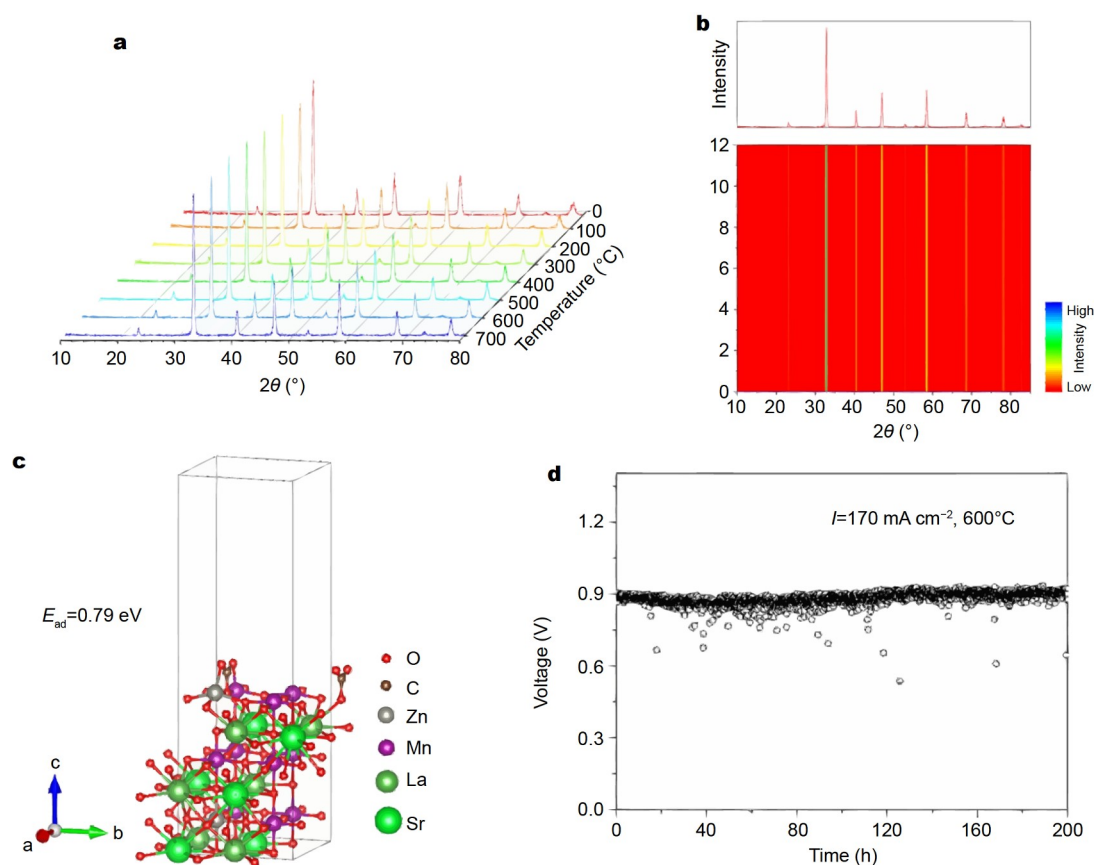 a
0
100
200
300
400
500
600
700
Temperature (°C)
10 20 30 40 50 60 70 80
2θ (°)
b
Intensity
12
10
8
6
4
2
0
10 20 30 40 50 60 70 80
2θ (°)
High
Intensity
Low
c
E_ad=0.79 eV
O
C
Zn
Mn
La
Sr
c
a
b
d
I=170 mA cm⁻², 600°C
1.2
0.9
0.6
0.3
0.0
Voltage (V)
0 40 80 120 160 200
Time (h)